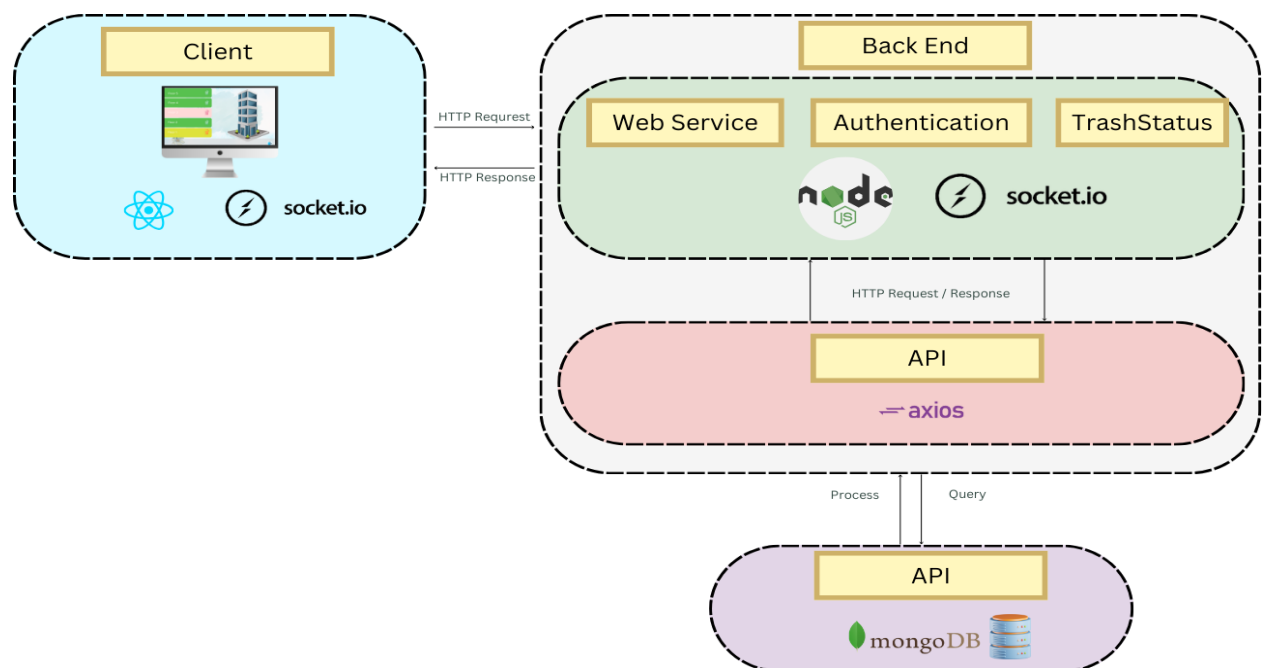 Client
Back End
Web Service
Authentication
TrashStatus
HTTP Requrest
HTTP Response
node
JS
socket.io
socket.io
HTTP Request / Response
API
axios
Process
Query
API
mongoDB